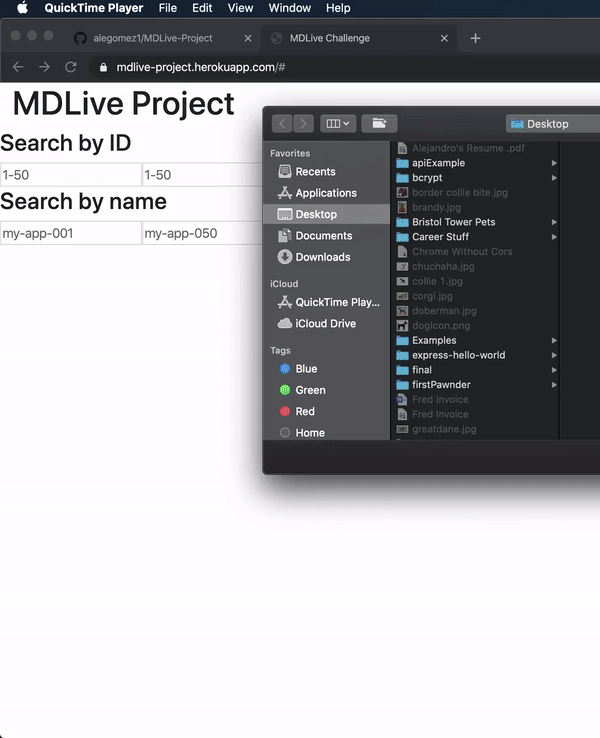 QuickTime Player File Edit View Window Help
alegomez1/MDLive-Project MDLive Challenge
mdlive-project.herokuapp.com/#
MDLive Project
Search by ID
1-50 1-50
Search by name
my-app-001 my-app-050
Desktop
Favorites
Recents
Applications
Desktop
Documents
Downloads
iCloud
QuickTime Play...
iCloud Drive
Tags
Blue
Green
Red
Home
Alejandro's Resume .pdf
apiExample
bcrypt
border collie bite.jpg
brandy.jpg
Bristol Tower Pets
Career Stuff
Chrome Without Cors
chuchaha.jpg
collie 1.jpg
corgi.jpg
doberman.jpg
dogIcon.png
Examples
express-hello-world
final
firstPawnder
Fred Invoice
Fred Invoice
greatdane.jpg